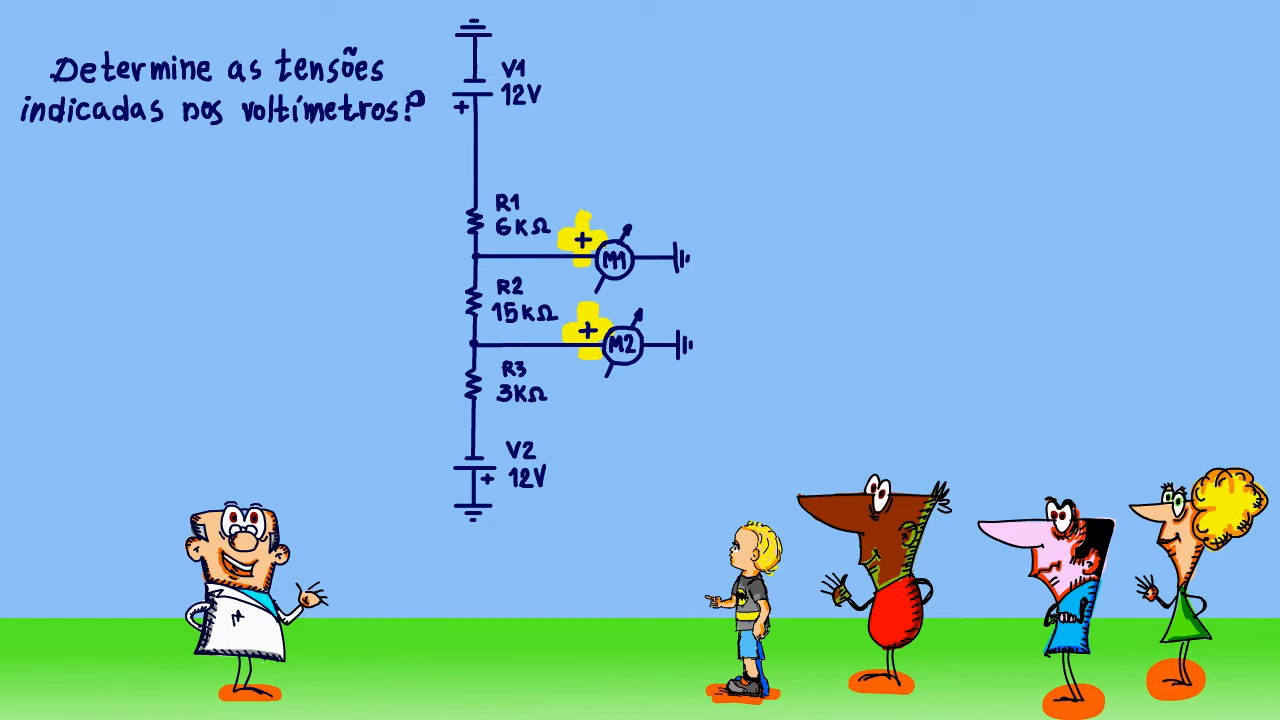 Determine as tensões
indicadas nos voltímetros?
V1
12V
+
R1
6KΩ
+
M1
R2
15KΩ
+
M2
R3
3KΩ
V2
+ 12V